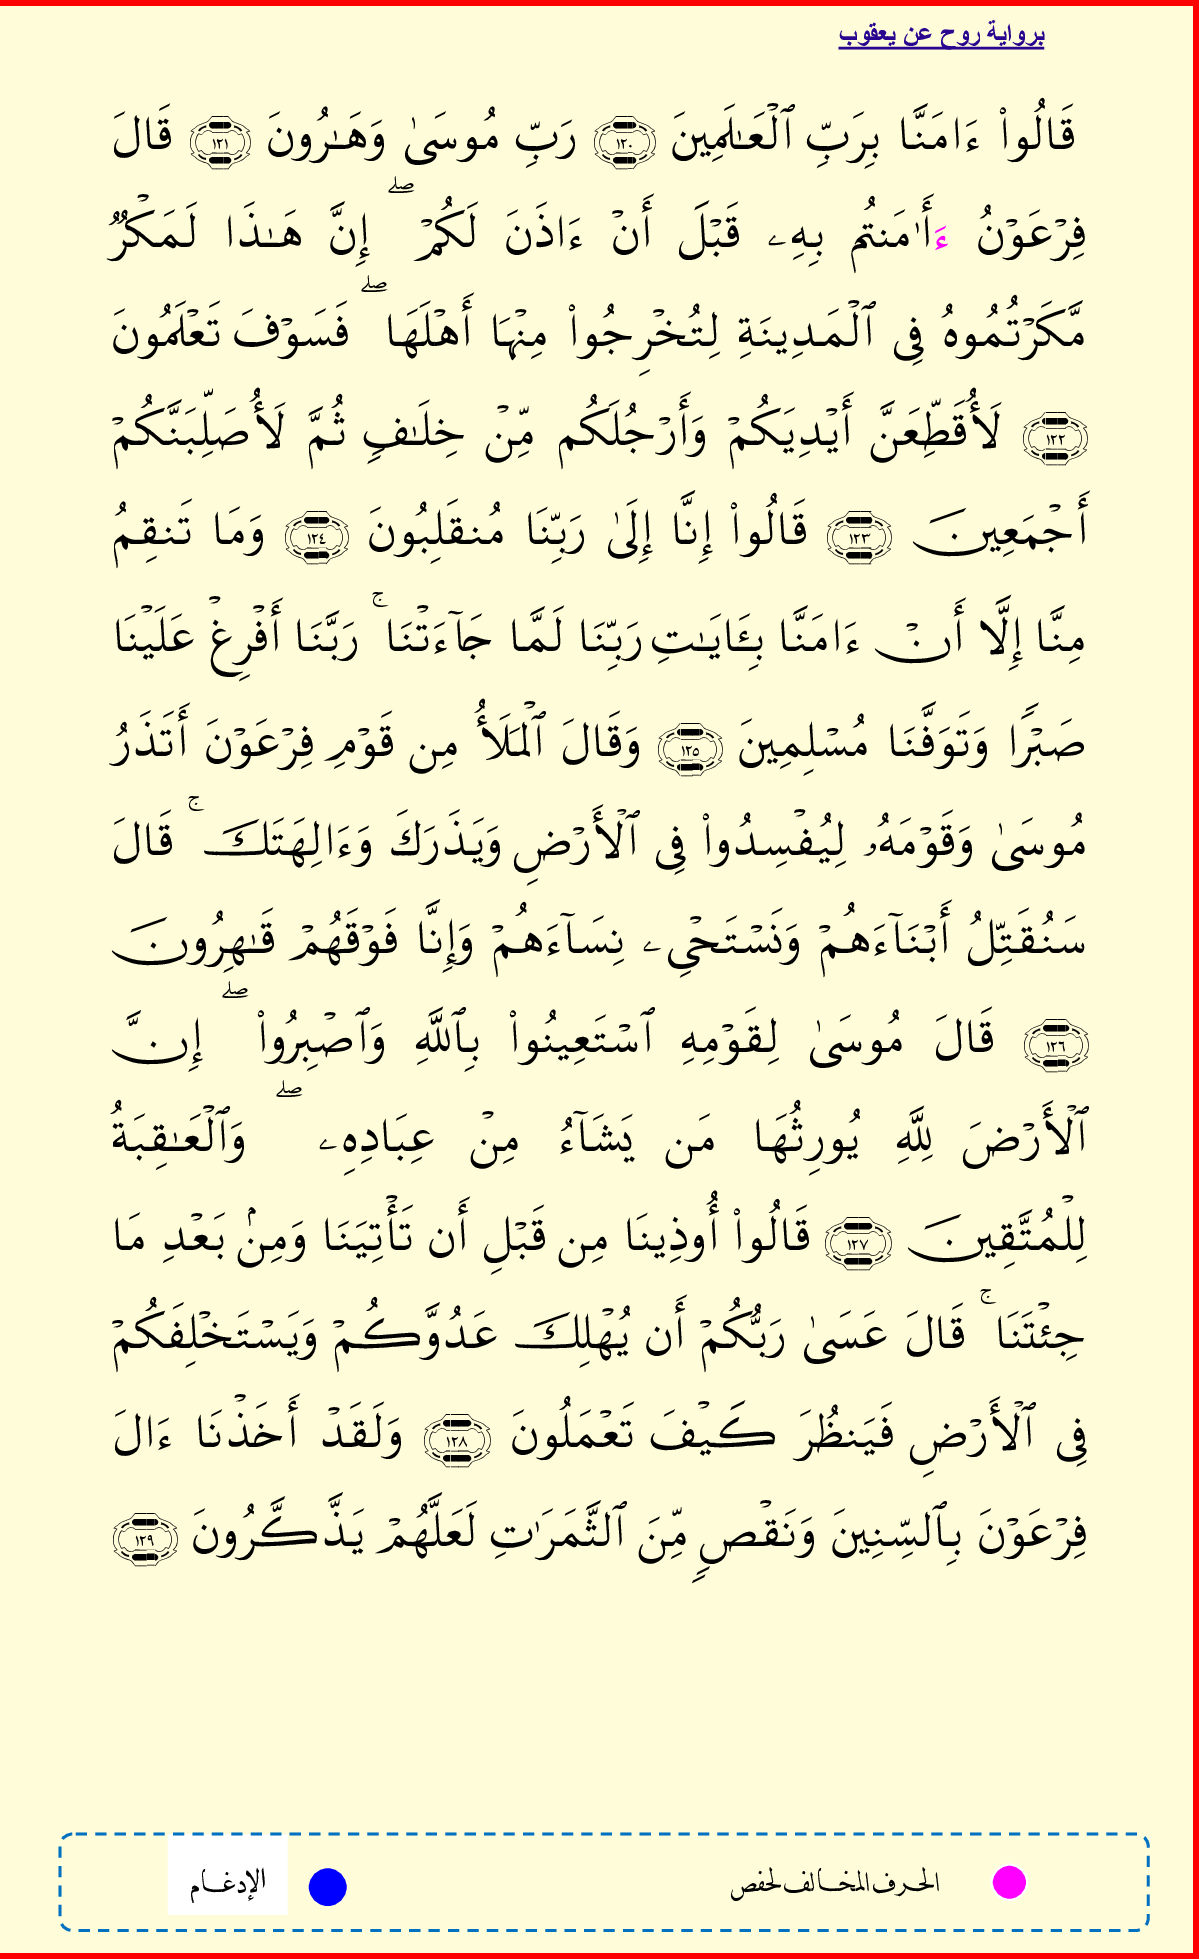 برواية روح عن يعقوب
قَالُوا۟ ءَامَنَّا بِرَبِّ ٱلْعَـٰلَمِينَ ١٢٠ رَبِّ مُوسَىٰ وَهَـٰرُونَ ١٢١ قَالَ
فِرْعَوْنُ ءَأَٰمَنتُم بِهِۦ قَبْلَ أَنْ ءَاذَنَ لَكُمْ ۖ إِنَّ هَـٰذَا لَمَكْرٌ
مَّكَرْتُمُوهُ فِى ٱلْمَدِينَةِ لِتُخْرِجُوا۟ مِنْهَا أَهْلَهَا ۖ فَسَوْفَ تَعْلَمُونَ
١٢٢ لَأُقَطِّعَنَّ أَيْدِيَكُمْ وَأَرْجُلَكُم مِّنْ خِلَـٰفٍ ثُمَّ لَأُصَلِّبَنَّكُمْ
أَجْمَعِينَ ١٢٣ قَالُوا۟ إِنَّا إِلَىٰ رَبِّنَا مُنقَلِبُونَ ١٢٤ وَمَا تَنقِمُ
مِنَّا إِلَّا أَنْ ءَامَنَّا بِـَٔايَـٰتِ رَبِّنَا لَمَّا جَآءَتْنَا ۚ رَبَّنَا أَفْرِغْ عَلَيْنَا
صَبْرًا وَتَوَفَّنَا مُسْلِمِينَ ١٢٥ وَقَالَ ٱلْمَلَأُ مِن قَوْمِ فِرْعَوْنَ أَتَذَرُ
مُوسَىٰ وَقَوْمَهُۥ لِيُفْسِدُوا۟ فِى ٱلْأَرْضِ وَيَذَرَكَ وَءَالِهَتَكَ ۚ قَالَ
سَنُقَتِّلُ أَبْنَآءَهُمْ وَنَسْتَحْىِۦ نِسَآءَهُمْ وَإِنَّا فَوْقَهُمْ قَـٰهِرُونَ
١٢٦ قَالَ مُوسَىٰ لِقَوْمِهِ ٱسْتَعِينُوا۟ بِٱللَّهِ وَٱصْبِرُوا۟ ۖ إِنَّ
ٱلْأَرْضَ لِلَّهِ يُورِثُهَا مَن يَشَآءُ مِنْ عِبَادِهِۦ ۖ وَٱلْعَـٰقِبَةُ
لِلْمُتَّقِينَ ١٢٧ قَالُوا۟ أُوذِينَا مِن قَبْلِ أَن تَأْتِيَنَا وَمِنۢ بَعْدِ مَا
جِئْتَنَا ۚ قَالَ عَسَىٰ رَبُّكُمْ أَن يُهْلِكَ عَدُوَّكُمْ وَيَسْتَخْلِفَكُمْ
فِى ٱلْأَرْضِ فَيَنظُرَ كَيْفَ تَعْمَلُونَ ١٢٨ وَلَقَدْ أَخَذْنَا ءَالَ
فِرْعَوْنَ بِٱلسِّنِينَ وَنَقْصٍ مِّنَ ٱلثَّمَرَٰتِ لَعَلَّهُمْ يَذَّكَّرُونَ ١٢٩
الحرف المخالف لحفص
الإدغام